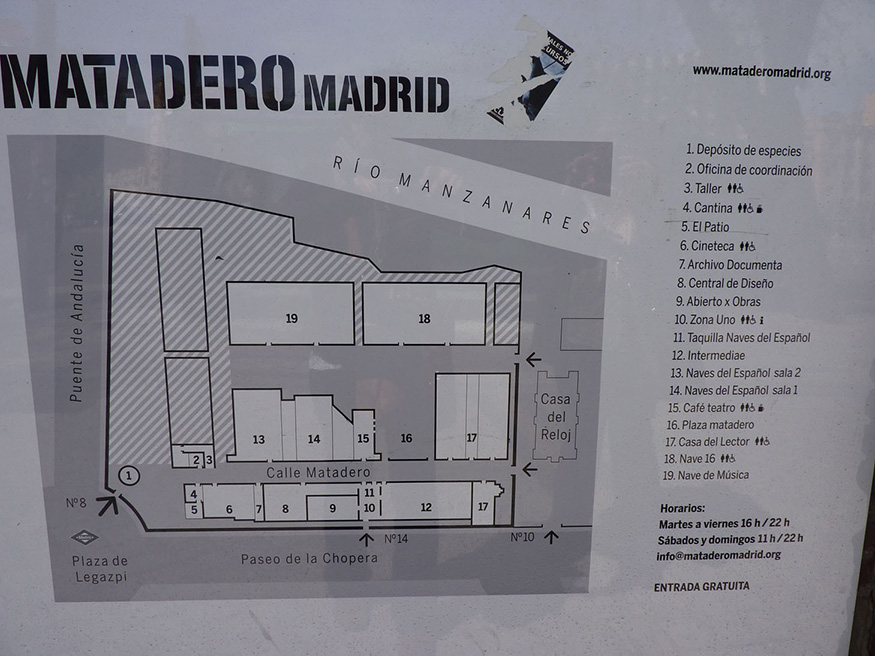 MATADERO MADRID
ALES NO
CURSOS
www.mataderomadrid.org
RÍO MANZANARES
Puente de Andalucía
19
18
13
14
15
16
17
Casa
del
Reloj
2
3
1
Calle Matadero
4
5
6
7
8
9
11
10
12
17
Nº8
Nº14
Nº10
Plaza de
Legazpi
Paseo de la Chopera
1. Depósito de especies
2. Oficina de coordinación
3. Taller
4. Cantina
5. El Patio
6. Cineteca
7. Archivo Documenta
8. Central de Diseño
9. Abierto x Obras
10. Zona Uno
11. Taquilla Naves del Español
12. Intermediae
13. Naves del Español sala 2
14. Naves del Español sala 1
15. Café teatro
16. Plaza matadero
17. Casa del Lector
18. Nave 16
19. Nave de Música
Horarios:
Martes a viernes 16 h / 22 h
Sábados y domingos 11 h / 22 h
info@mataderomadrid.org
ENTRADA GRATUITA